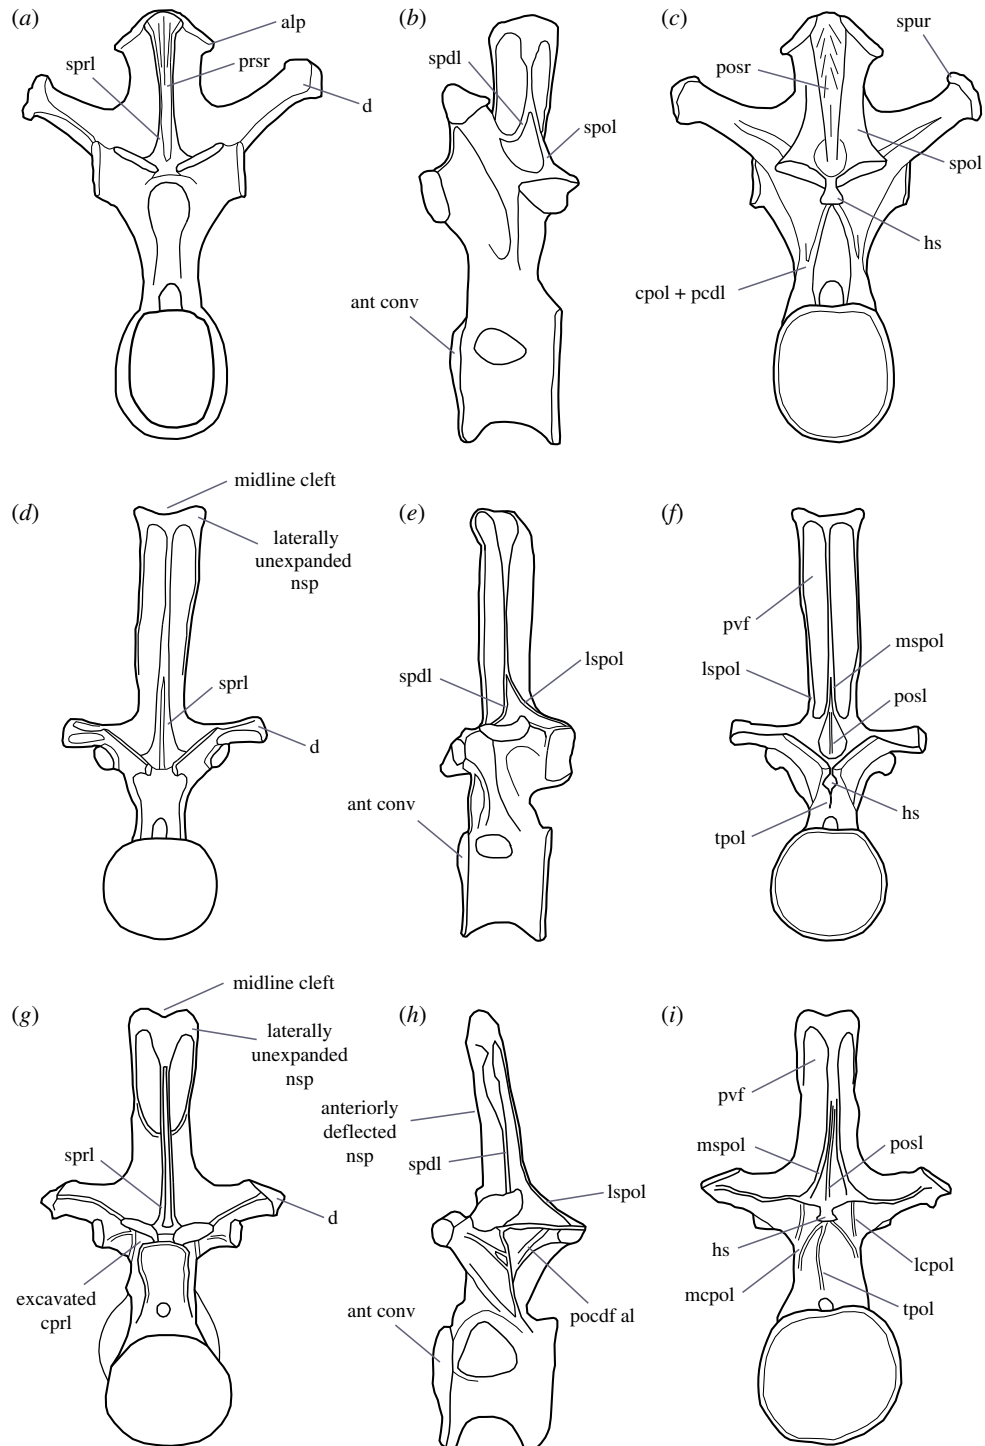 (a)
alp
sprl
prsr
d
(b)
spdl
spol
ant conv
(c)
spur
posr
spol
hs
cpol + pcdl
(d)
midline cleft
laterally
unexpanded
nsp
sprl
d
(e)
lspol
spdl
ant conv
(f)
pvf
mspol
lspol
posl
hs
tpol
(g)
midline cleft
laterally
unexpanded
nsp
sprl
d
excavated
cprl
(h)
anteriorly
deflected
nsp
spdl
lspol
ant conv
pocdf al
(i)
pvf
mspol
posl
hs
lcpol
mcpol
tpol